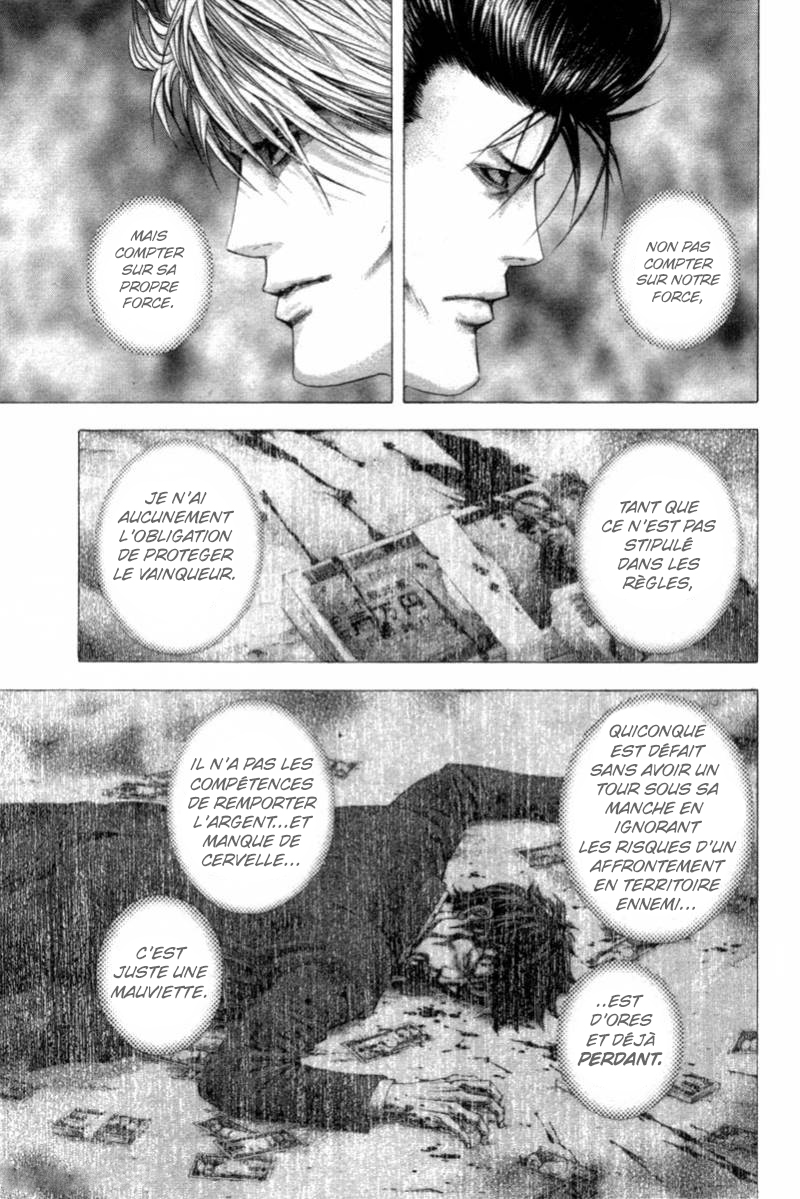 NON PAS
COMPTER
SUR NOTRE
FORCE,
MAIS
COMPTER
SUR SA
PROPRE
FORCE.
TANT QUE
CE N'EST PAS
STIPULÉ
DANS LES
RÈGLES,
JE N'AI
AUCUNEMENT
L'OBLIGATION
DE PROTEGER
LE VAINQUEUR.
QUICONQUE
EST DÉFAIT
SANS AVOIR UN
TOUR SOUS SA
MANCHE EN
IGNORANT
LES RISQUES D'UN
AFFRONTEMENT
EN TERRITOIRE
ENNEMI...
..EST
D'ORES
ET DÉJÀ
PERDANT.
IL N'A PAS LES
COMPÉTENCES
DE REMPORTER
L'ARGENT...ET
MANQUE DE
CERVELLE...
C'EST
JUSTE UNE
MAUVIETTE.